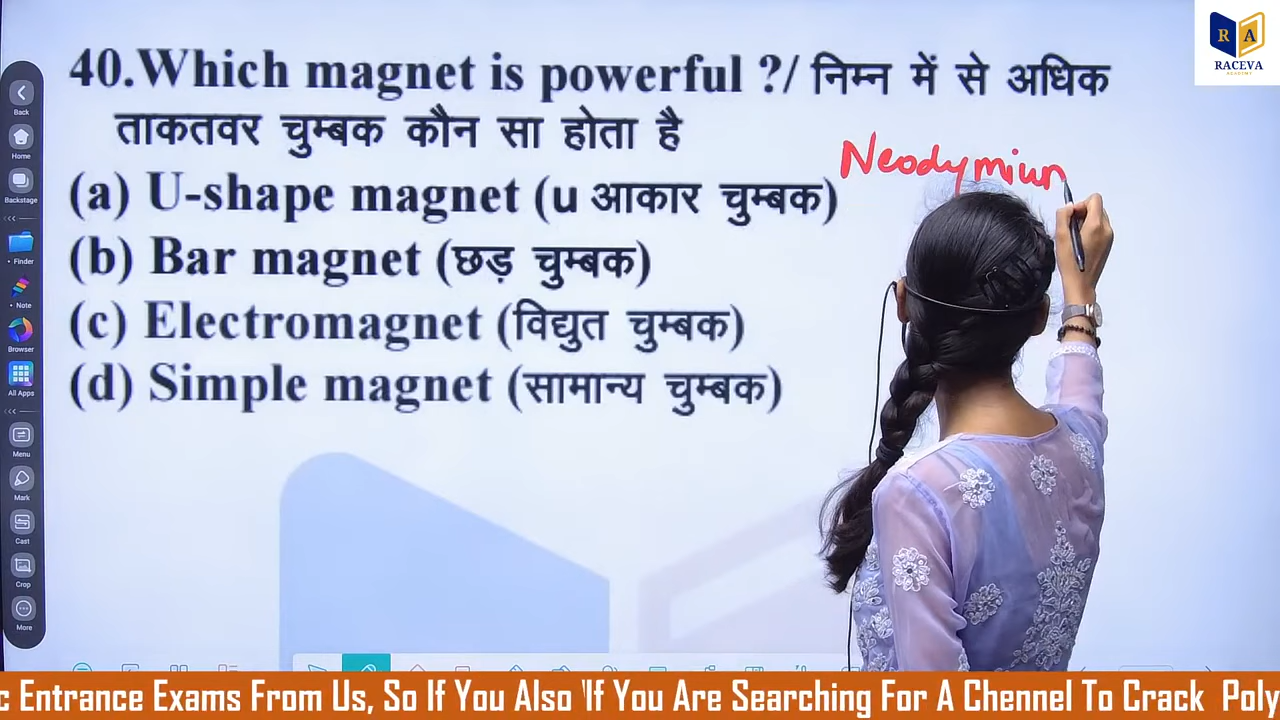 40.Which magnet is powerful ?/ निम्न में से अधिक
ताकतवर चुम्बक कौन सा होता है
(a) U-shape magnet (u आकार चुम्बक)
(b) Bar magnet (छड़ चुम्बक)
(c) Electromagnet (विद्युत चुम्बक)
(d) Simple magnet (सामान्य चुम्बक)
Neodymium
R A
RACEVA
ACADEMY
Back
Home
Backstage
Finder
Note
Browser
All Apps
Menu
Mark
Cast
Crop
More
c Entrance Exams From Us, So If You Also 'If You Are Searching For A Chennel To Crack Poly